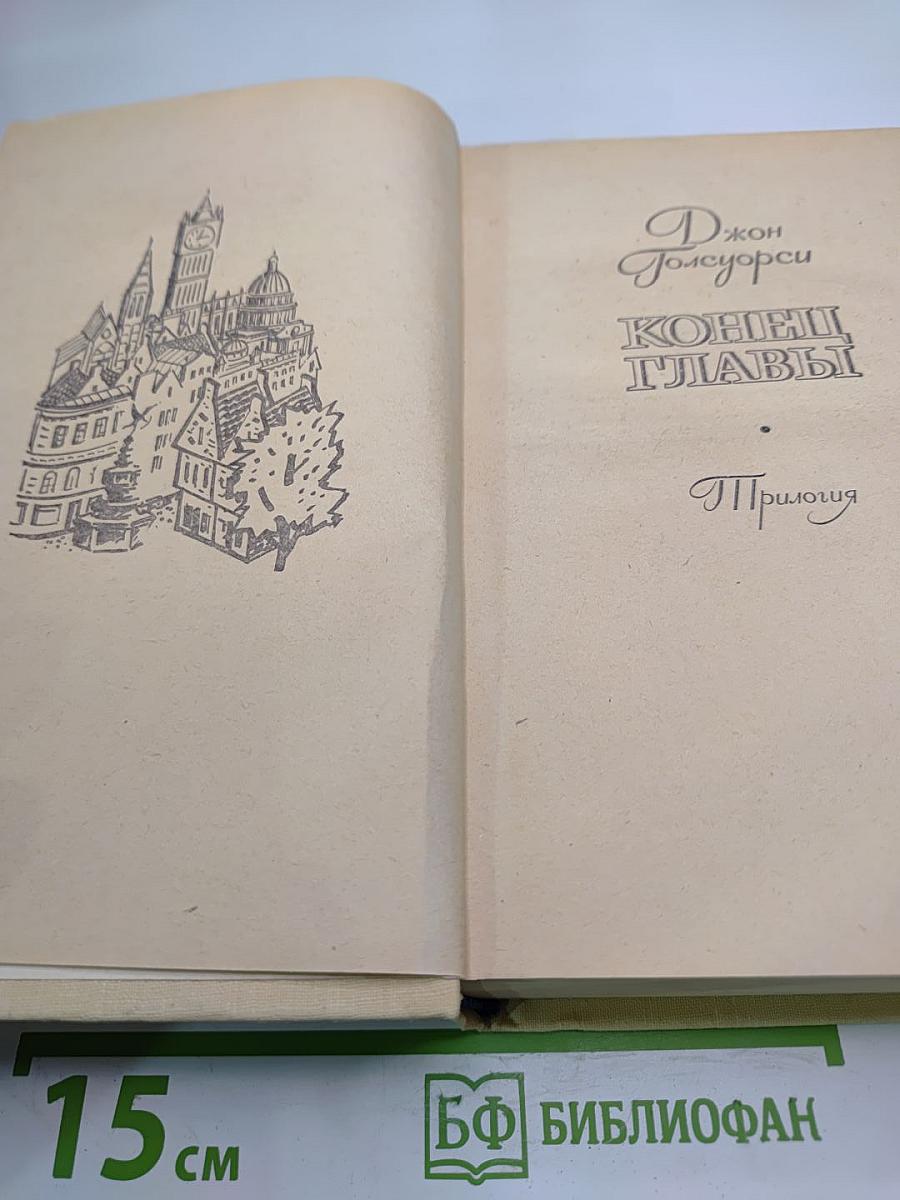 Джон
Голсуорси
КОНЕЦ
ГЛАВЫ
Трилогия
15 см
БФ БИБЛИОФАН